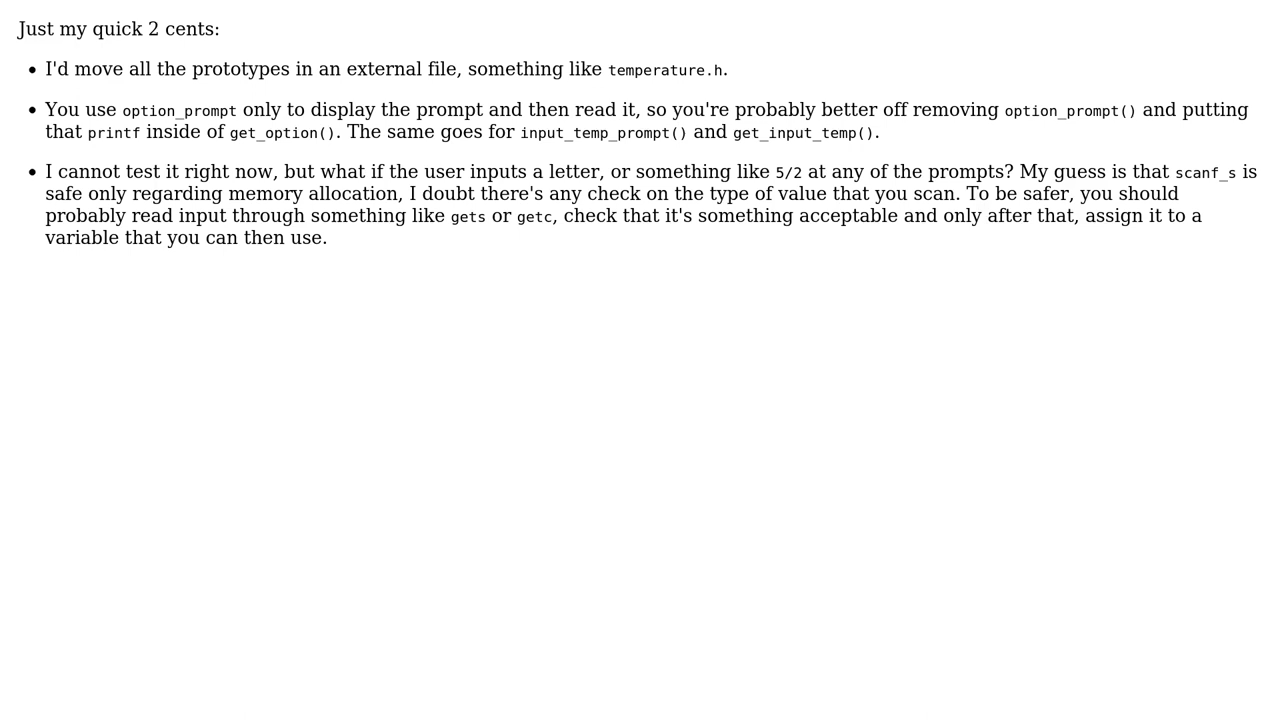 Just my quick 2 cents:
• I'd move all the prototypes in an external file, something like temperature.h.
• You use option_prompt only to display the prompt and then read it, so you're probably better off removing option_prompt() and putting
that printf inside of get_option(). The same goes for input_temp_prompt() and get_input_temp().
• I cannot test it right now, but what if the user inputs a letter, or something like 5/2 at any of the prompts? My guess is that scanf_s is
safe only regarding memory allocation, I doubt there's any check on the type of value that you scan. To be safer, you should
probably read input through something like gets or getc, check that it's something acceptable and only after that, assign it to a
variable that you can then use.